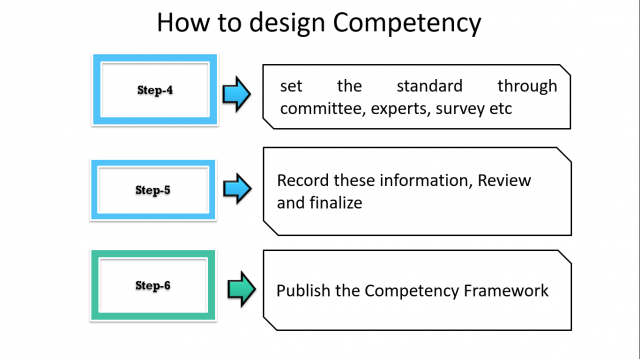 How to design Competency
Step-4
set the standard through
committee, experts, survey etc
Step-5
Record these information, Review
and finalize
Step-6
Publish the Competency Framework